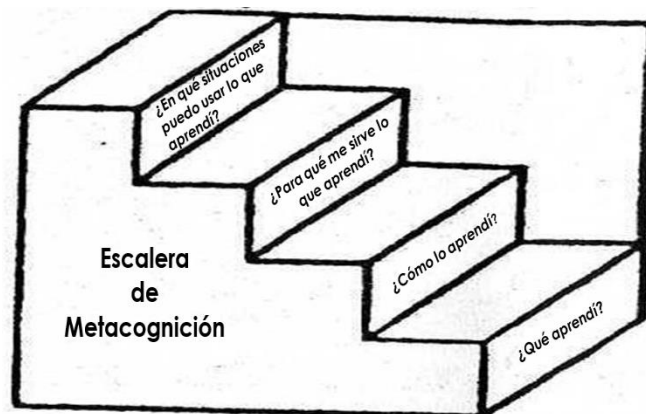 ¿En qué situaciones
puedo usar lo que
aprendí?
¿Para qué me sirve lo
que aprendí?
¿Cómo lo aprendí?
¿Qué aprendí?
Escalera
de
Metacognición